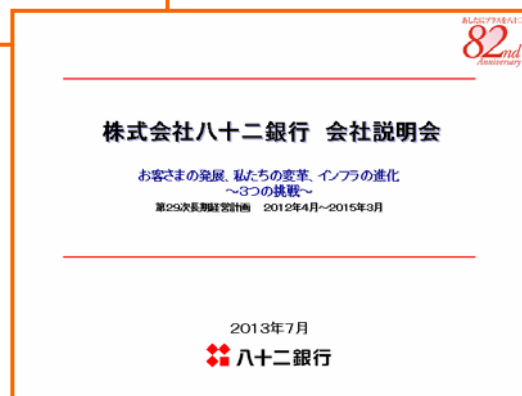 あしたにプラスを八十二
82nd
Anniversary
株式会社八十二銀行 会社説明会
お客さまの発展、私たちの変革、インフラの進化
～3つの挑戦～
第29次長期経営計画 2012年4月～2015年3月
2013年7月
八十二銀行